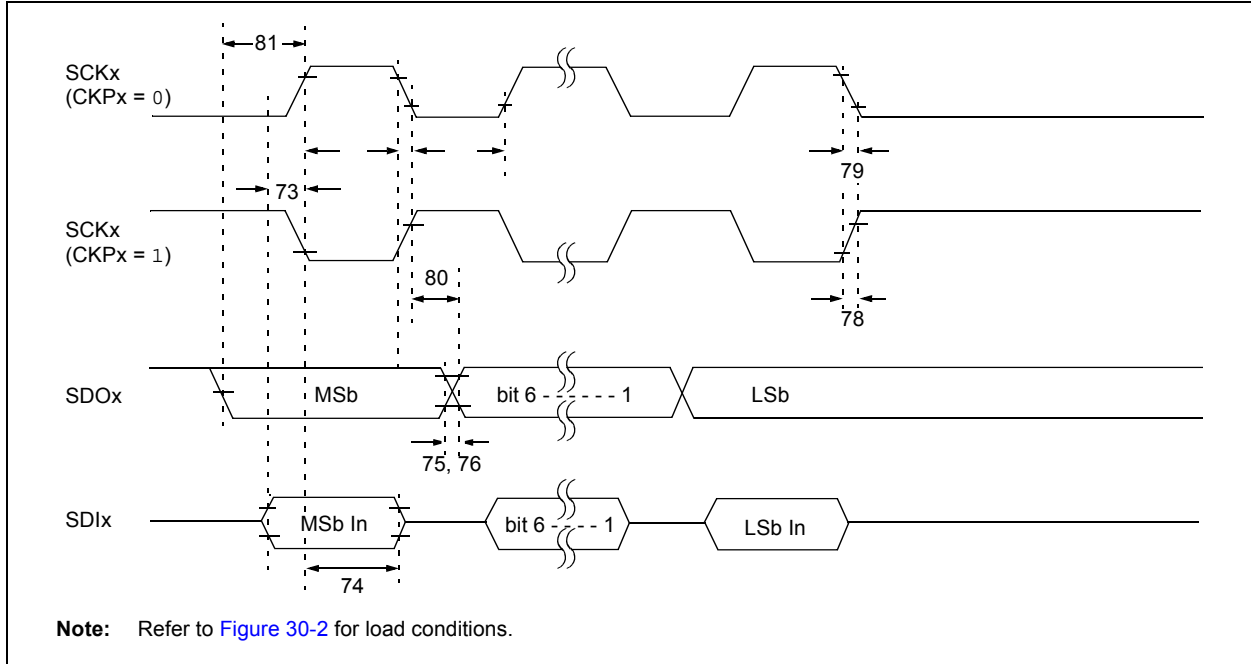 81
SCKx
(CKPx = 0)
79
73
SCKx
(CKPx = 1)
80
78
SDOx
MSb
bit 6 - - - - - - 1
LSb
75, 76
SDIx
MSb In
bit 6 - - - - 1
LSb In
74
Note: Refer to Figure 30-2 for load conditions.